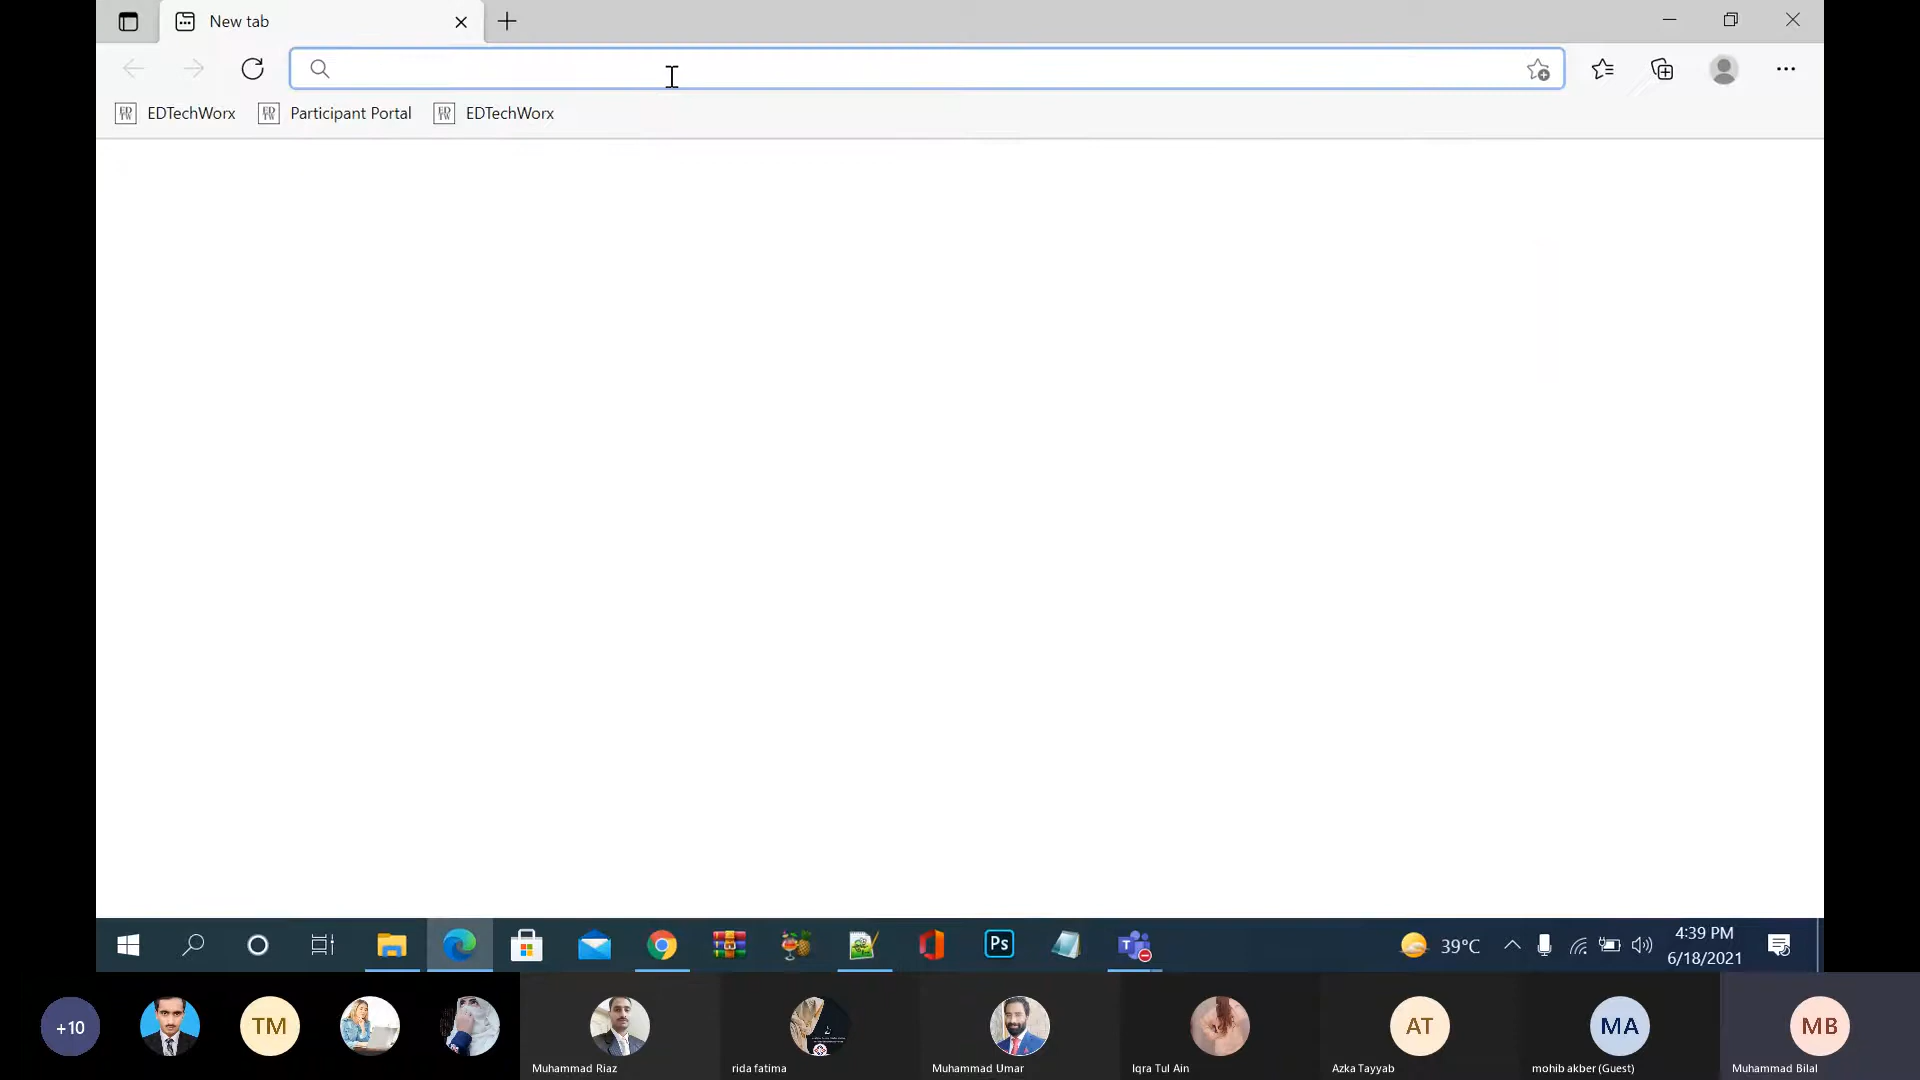 New tab
EDTechWorx
Participant Portal
EDTechWorx
Ps
39°C
4:39 PM
6/18/2021
+10
TM
AT
MA
MB
Muhammad Riaz
rida fatima
Muhammad Umar
Iqra Tul Ain
Azka Tayyab
mohib akber (Guest)
Muhammad Bilal